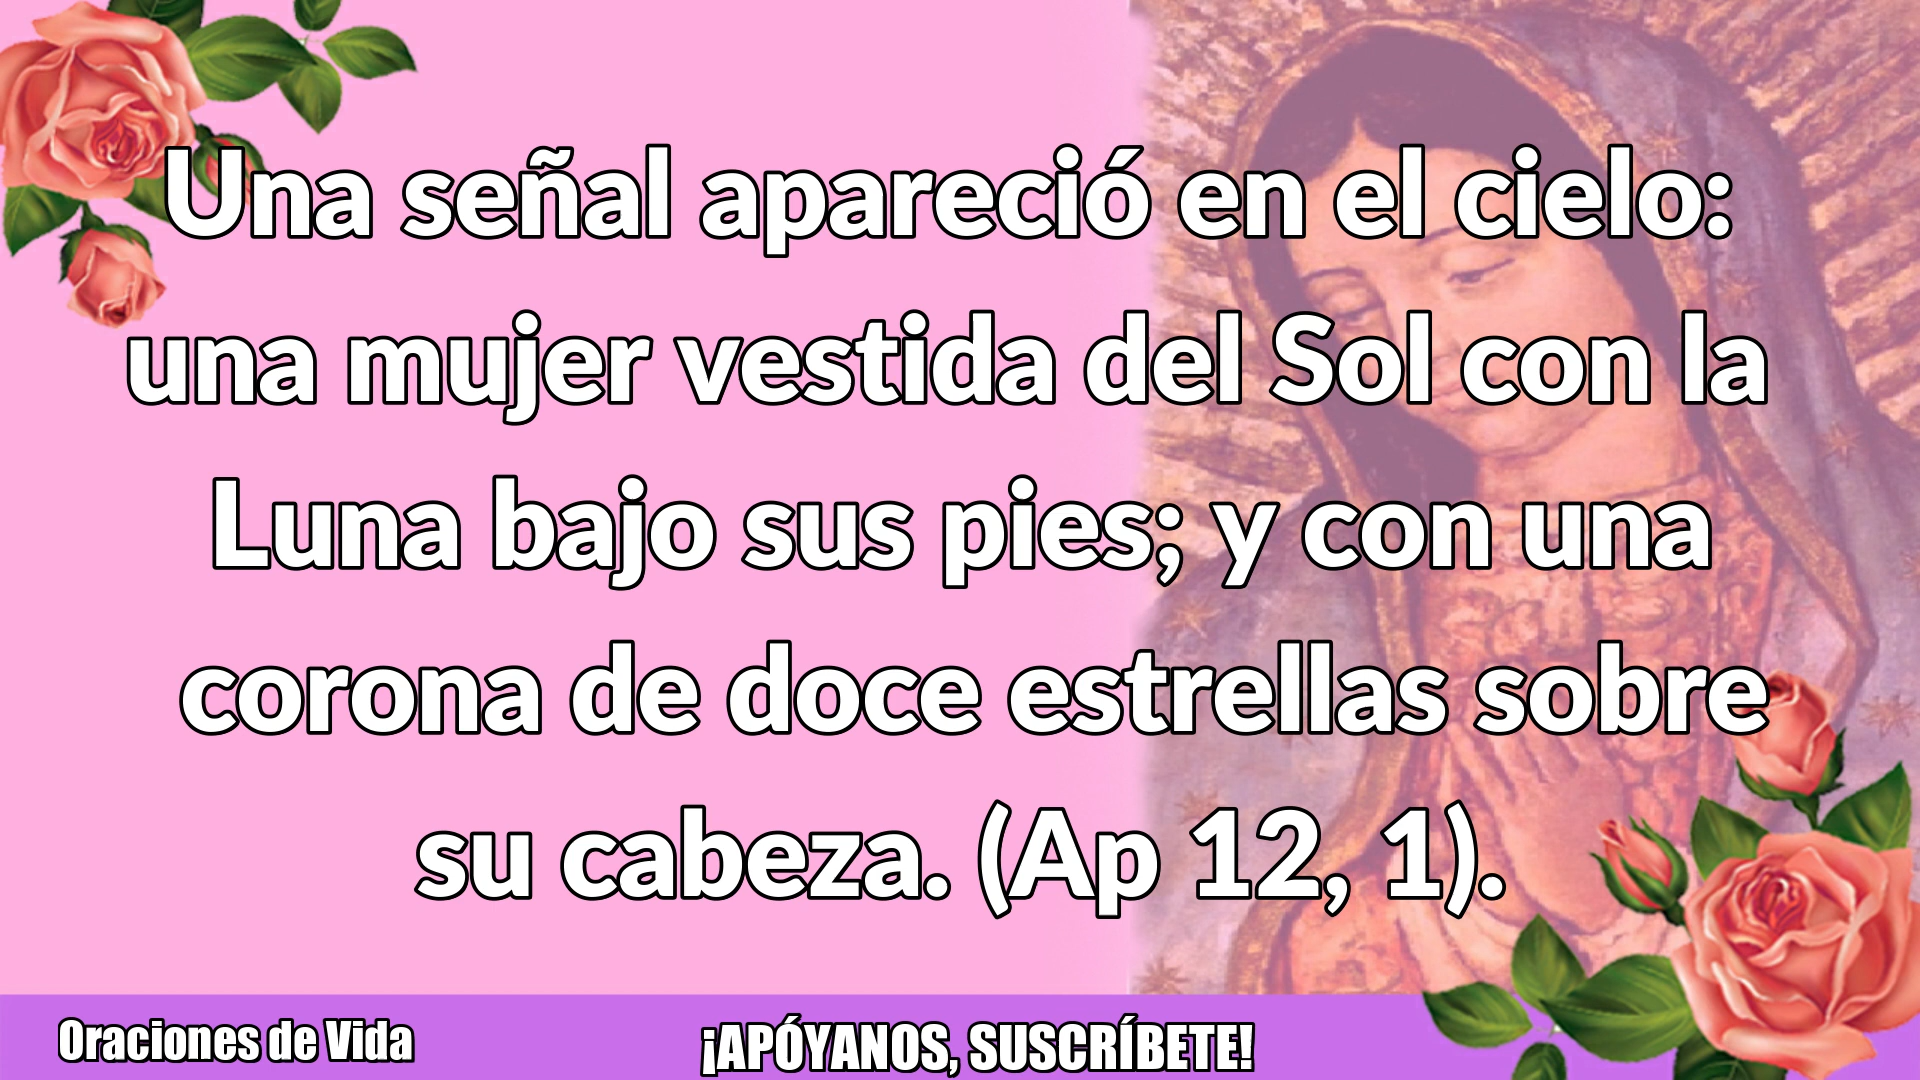 Una señal apareció en el cielo:
una mujer vestida del Sol con la
Luna bajo sus pies; y con una
corona de doce estrellas sobre
su cabeza. (Ap 12, 1).
Oraciones de Vida
¡APÓYANOS, SUSCRÍBETE!